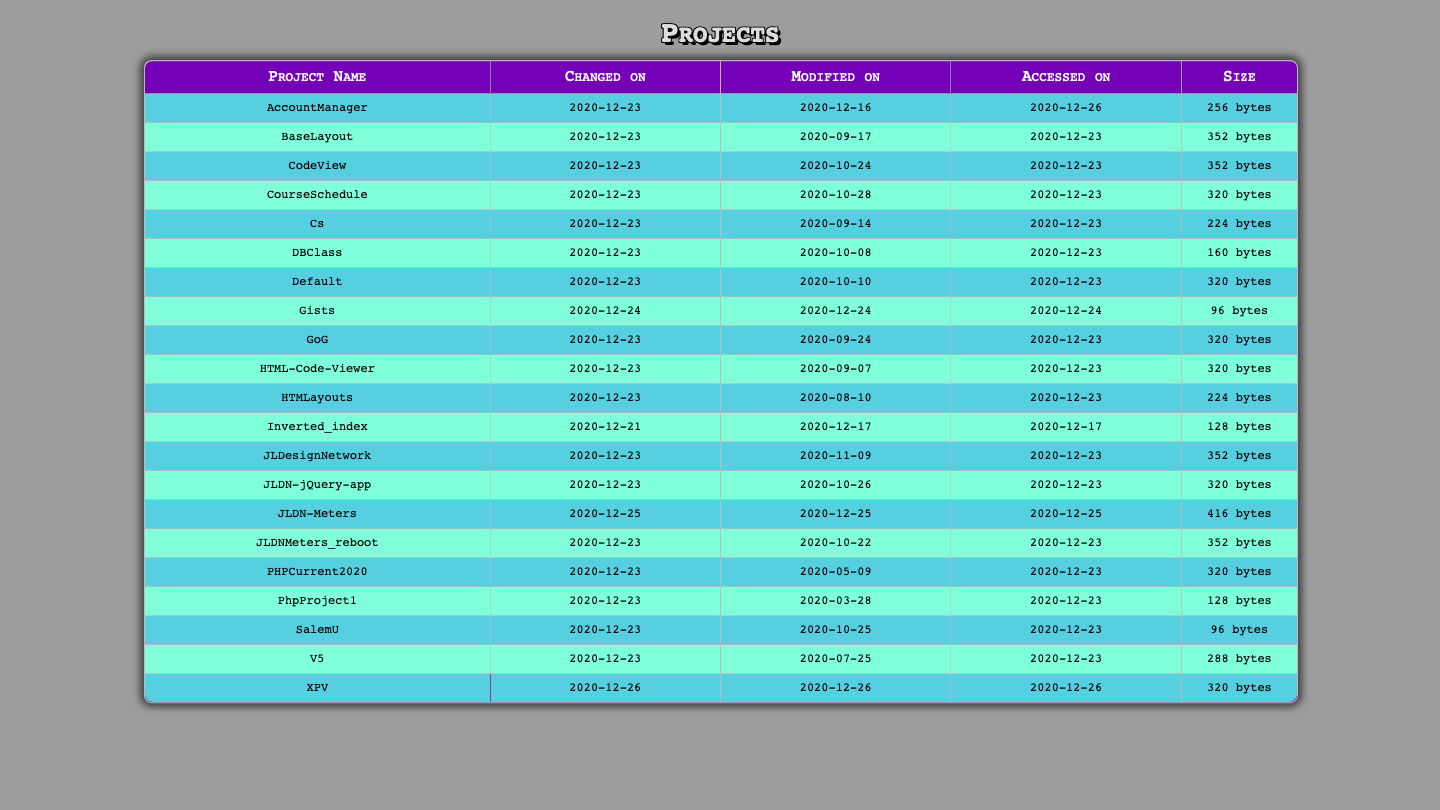 Projects
Project Name Changed on Modified on Accessed on Size
AccountManager 2020-12-23 2020-12-16 2020-12-26 256 bytes
BaseLayout 2020-12-23 2020-09-17 2020-12-23 352 bytes
CodeView 2020-12-23 2020-10-24 2020-12-23 352 bytes
CourseSchedule 2020-12-23 2020-10-28 2020-12-23 320 bytes
Cs 2020-12-23 2020-09-14 2020-12-23 224 bytes
DBClass 2020-12-23 2020-10-08 2020-12-23 160 bytes
Default 2020-12-23 2020-10-10 2020-12-23 320 bytes
Gists 2020-12-24 2020-12-24 2020-12-24 96 bytes
GoG 2020-12-23 2020-09-24 2020-12-23 320 bytes
HTML-Code-Viewer 2020-12-23 2020-09-07 2020-12-23 320 bytes
HTMLayouts 2020-12-23 2020-08-10 2020-12-23 224 bytes
Inverted_index 2020-12-21 2020-12-17 2020-12-17 128 bytes
JLDesignNetwork 2020-12-23 2020-11-09 2020-12-23 352 bytes
JLDN-jQuery-app 2020-12-23 2020-10-26 2020-12-23 320 bytes
JLDN-Meters 2020-12-25 2020-12-25 2020-12-25 416 bytes
JLDNMeters_reboot 2020-12-23 2020-10-22 2020-12-23 352 bytes
PHPCurrent2020 2020-12-23 2020-05-09 2020-12-23 320 bytes
PhpProject1 2020-12-23 2020-03-28 2020-12-23 128 bytes
SalemU 2020-12-23 2020-10-25 2020-12-23 96 bytes
V5 2020-12-23 2020-07-25 2020-12-23 288 bytes
XPV 2020-12-26 2020-12-26 2020-12-26 320 bytes